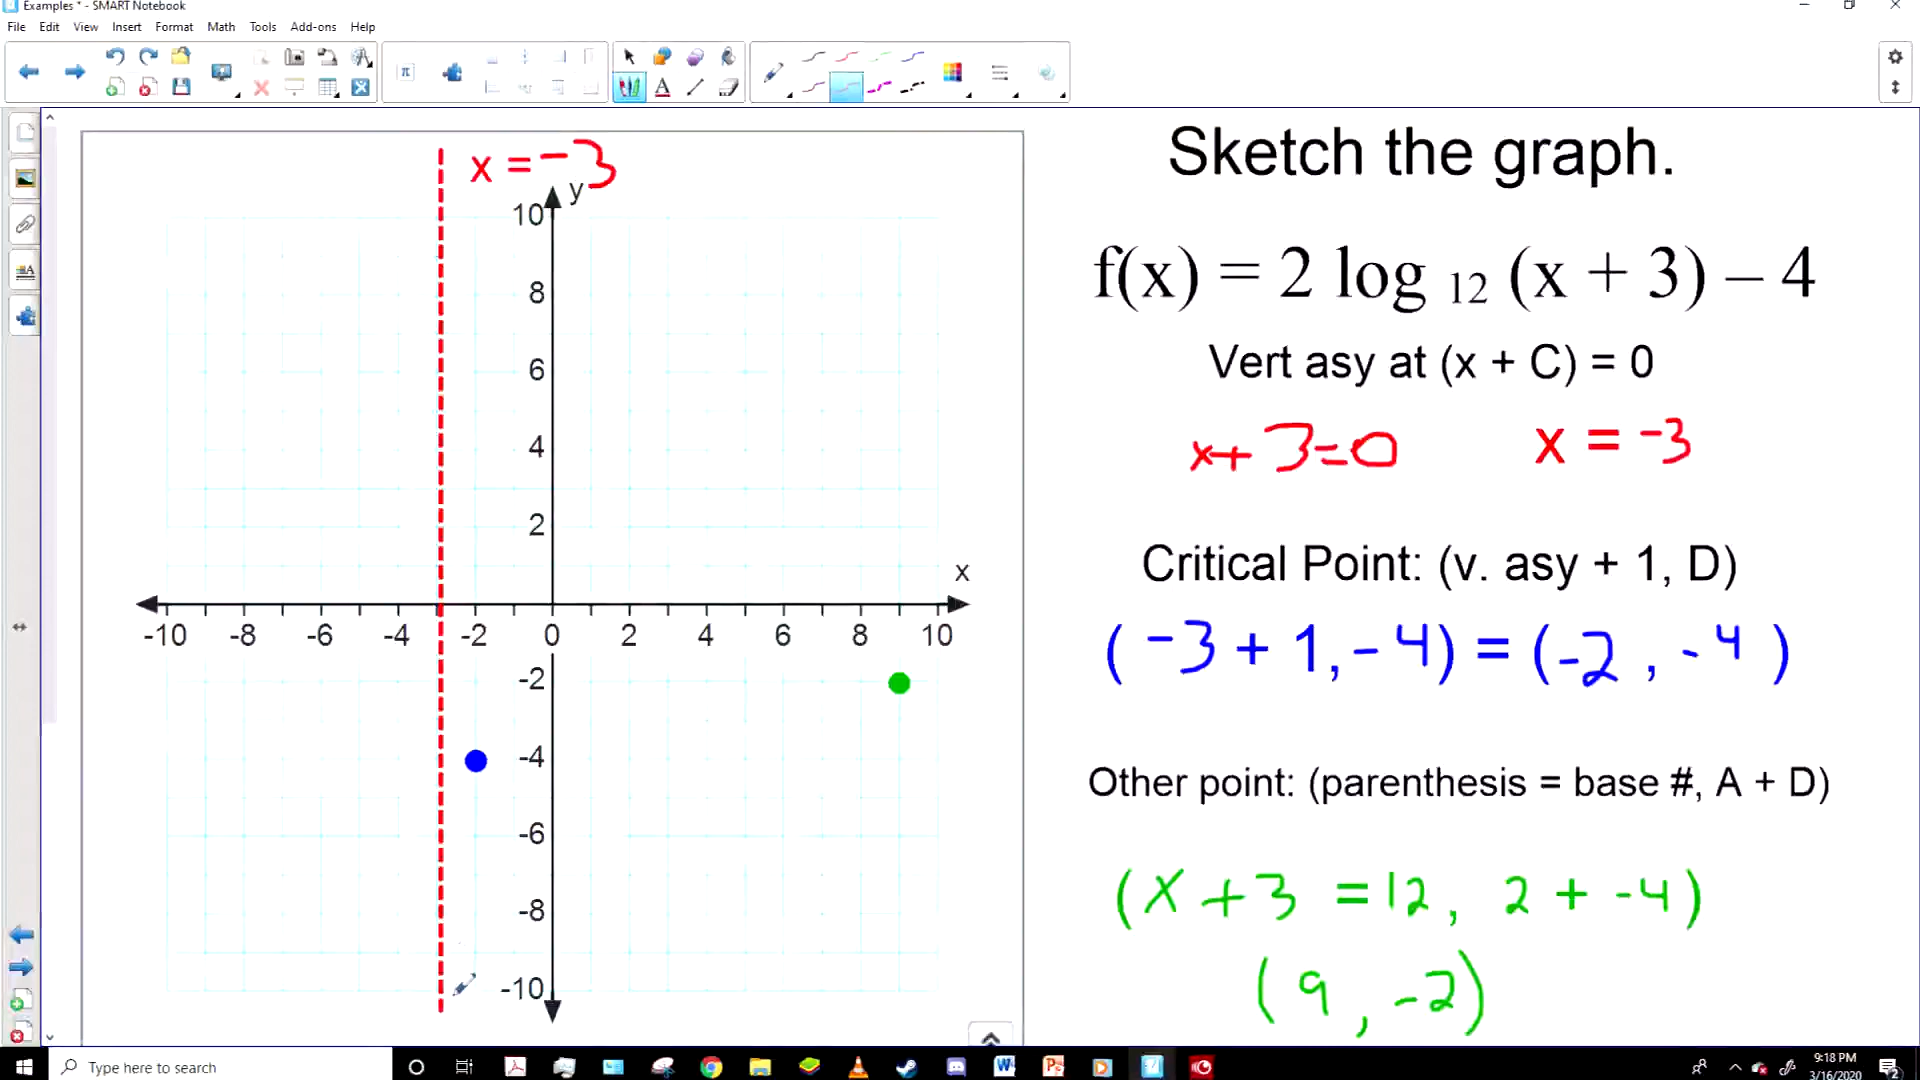 Examples * - SMART Notebook
File Edit View Insert Format Math Tools Add-ons Help
x = -3
y
10
8
6
4
2
x
-10 -8 -6 -4 -2 0 2 4 6 8 10
-2
-4
-6
-8
-10
Sketch the graph.
f(x) = 2 log 12 (x + 3) – 4
Vert asy at (x + C) = 0
x+3=0 x = -3
Critical Point: (v. asy + 1, D)
(-3 + 1, -4) = (-2, -4)
Other point: (parenthesis = base #, A + D)
(x + 3 = 12, 2 + -4)
(9, -2)
Type here to search
9:18 PM
3/16/2020